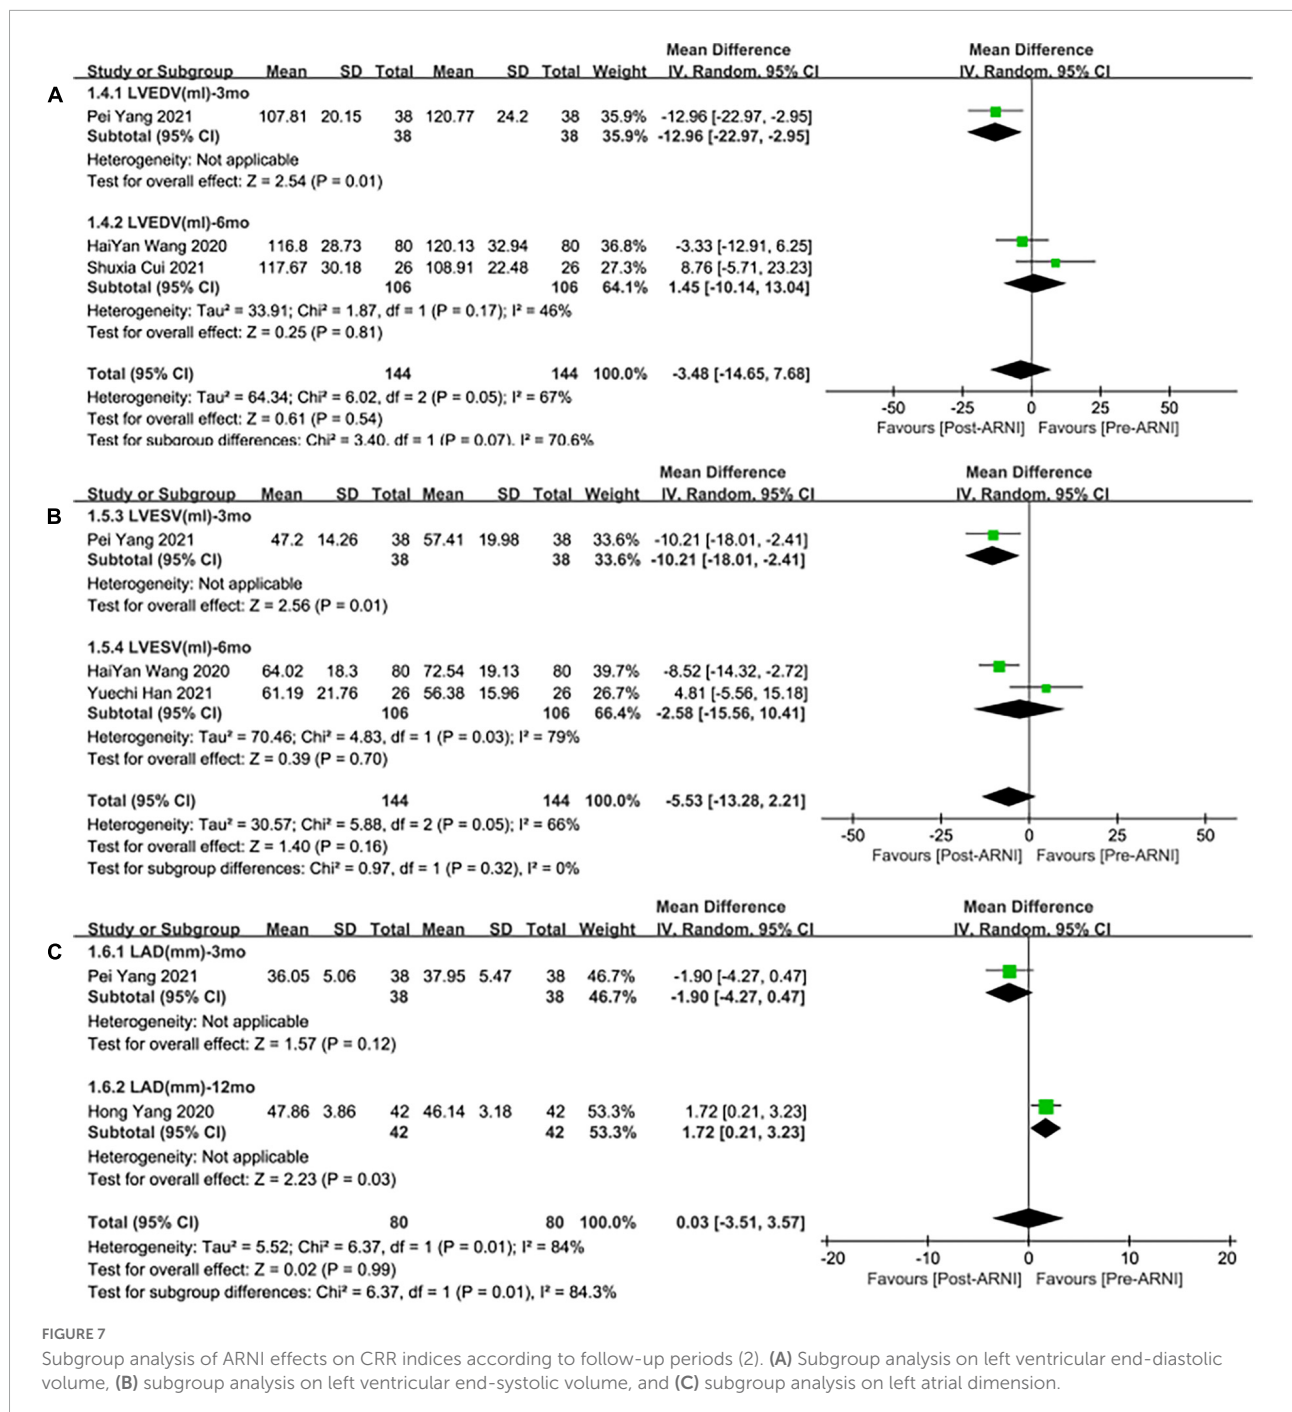 Mean Difference Mean Difference
Study or Subgroup Mean SD Total Mean SD Total Weight IV, Random, 95% CI IV, Random, 95% CI
A
1.4.1 LVEDV(ml)-3mo
Pei Yang 2021 107.81 20.15 38 120.77 24.2 38 35.9% -12.96 [-22.97, -2.95]
Subtotal (95% CI) 38 38 35.9% -12.96 [-22.97, -2.95]
Heterogeneity: Not applicable
Test for overall effect: Z = 2.54 (P = 0.01)
1.4.2 LVEDV(ml)-6mo
HaiYan Wang 2020 116.8 28.73 80 120.13 32.94 80 36.8% -3.33 [-12.91, 6.25]
Shuxia Cui 2021 117.67 30.18 26 108.91 22.48 26 27.3% 8.76 [-5.71, 23.23]
Subtotal (95% CI) 106 106 64.1% 1.45 [-10.14, 13.04]
Heterogeneity: Tau² = 33.91; Chi² = 1.87, df = 1 (P = 0.17); I² = 46%
Test for overall effect: Z = 0.25 (P = 0.81)
Total (95% CI) 144 144 100.0% -3.48 [-14.65, 7.68]
Heterogeneity: Tau² = 64.34; Chi² = 6.02, df = 2 (P = 0.05); I² = 67%
Test for overall effect: Z = 0.61 (P = 0.54)
Test for subgroup differences: Chi² = 3.40, df = 1 (P = 0.07), I² = 70.6%
-50 -25 0 25 50
Favours [Post-ARNI] Favours [Pre-ARNI]
Mean Difference Mean Difference
Study or Subgroup Mean SD Total Mean SD Total Weight IV, Random, 95% CI IV, Random, 95% CI
B
1.5.3 LVESV(ml)-3mo
Pei Yang 2021 47.2 14.26 38 57.41 19.98 38 33.6% -10.21 [-18.01, -2.41]
Subtotal (95% CI) 38 38 33.6% -10.21 [-18.01, -2.41]
Heterogeneity: Not applicable
Test for overall effect: Z = 2.56 (P = 0.01)
1.5.4 LVESV(ml)-6mo
HaiYan Wang 2020 64.02 18.3 80 72.54 19.13 80 39.7% -8.52 [-14.32, -2.72]
Yuechi Han 2021 61.19 21.76 26 56.38 15.96 26 26.7% 4.81 [-5.56, 15.18]
Subtotal (95% CI) 106 106 66.4% -2.58 [-15.56, 10.41]
Heterogeneity: Tau² = 70.46; Chi² = 4.83, df = 1 (P = 0.03); I² = 79%
Test for overall effect: Z = 0.39 (P = 0.70)
Total (95% CI) 144 144 100.0% -5.53 [-13.28, 2.21]
Heterogeneity: Tau² = 30.57; Chi² = 5.88, df = 2 (P = 0.05); I² = 66%
Test for overall effect: Z = 1.40 (P = 0.16)
Test for subgroup differences: Chi² = 0.97, df = 1 (P = 0.32), I² = 0%
-50 -25 0 25 50
Favours [Post-ARNI] Favours [Pre-ARNI]
Mean Difference Mean Difference
Study or Subgroup Mean SD Total Mean SD Total Weight IV, Random, 95% CI IV, Random, 95% CI
C
1.6.1 LAD(mm)-3mo
Pei Yang 2021 36.05 5.06 38 37.95 5.47 38 46.7% -1.90 [-4.27, 0.47]
Subtotal (95% CI) 38 38 46.7% -1.90 [-4.27, 0.47]
Heterogeneity: Not applicable
Test for overall effect: Z = 1.57 (P = 0.12)
1.6.2 LAD(mm)-12mo
Hong Yang 2020 47.86 3.86 42 46.14 3.18 42 53.3% 1.72 [0.21, 3.23]
Subtotal (95% CI) 42 42 53.3% 1.72 [0.21, 3.23]
Heterogeneity: Not applicable
Test for overall effect: Z = 2.23 (P = 0.03)
Total (95% CI) 80 80 100.0% 0.03 [-3.51, 3.57]
Heterogeneity: Tau² = 5.52; Chi² = 6.37, df = 1 (P = 0.01); I² = 84%
Test for overall effect: Z = 0.02 (P = 0.99)
Test for subgroup differences: Chi² = 6.37, df = 1 (P = 0.01), I² = 84.3%
-20 -10 0 10 20
Favours [Post-ARNI] Favours [Pre-ARNI]
FIGURE 7
Subgroup analysis of ARNI effects on CRR indices according to follow-up periods (2). (A) Subgroup analysis on left ventricular end-diastolic
volume, (B) subgroup analysis on left ventricular end-systolic volume, and (C) subgroup analysis on left atrial dimension.